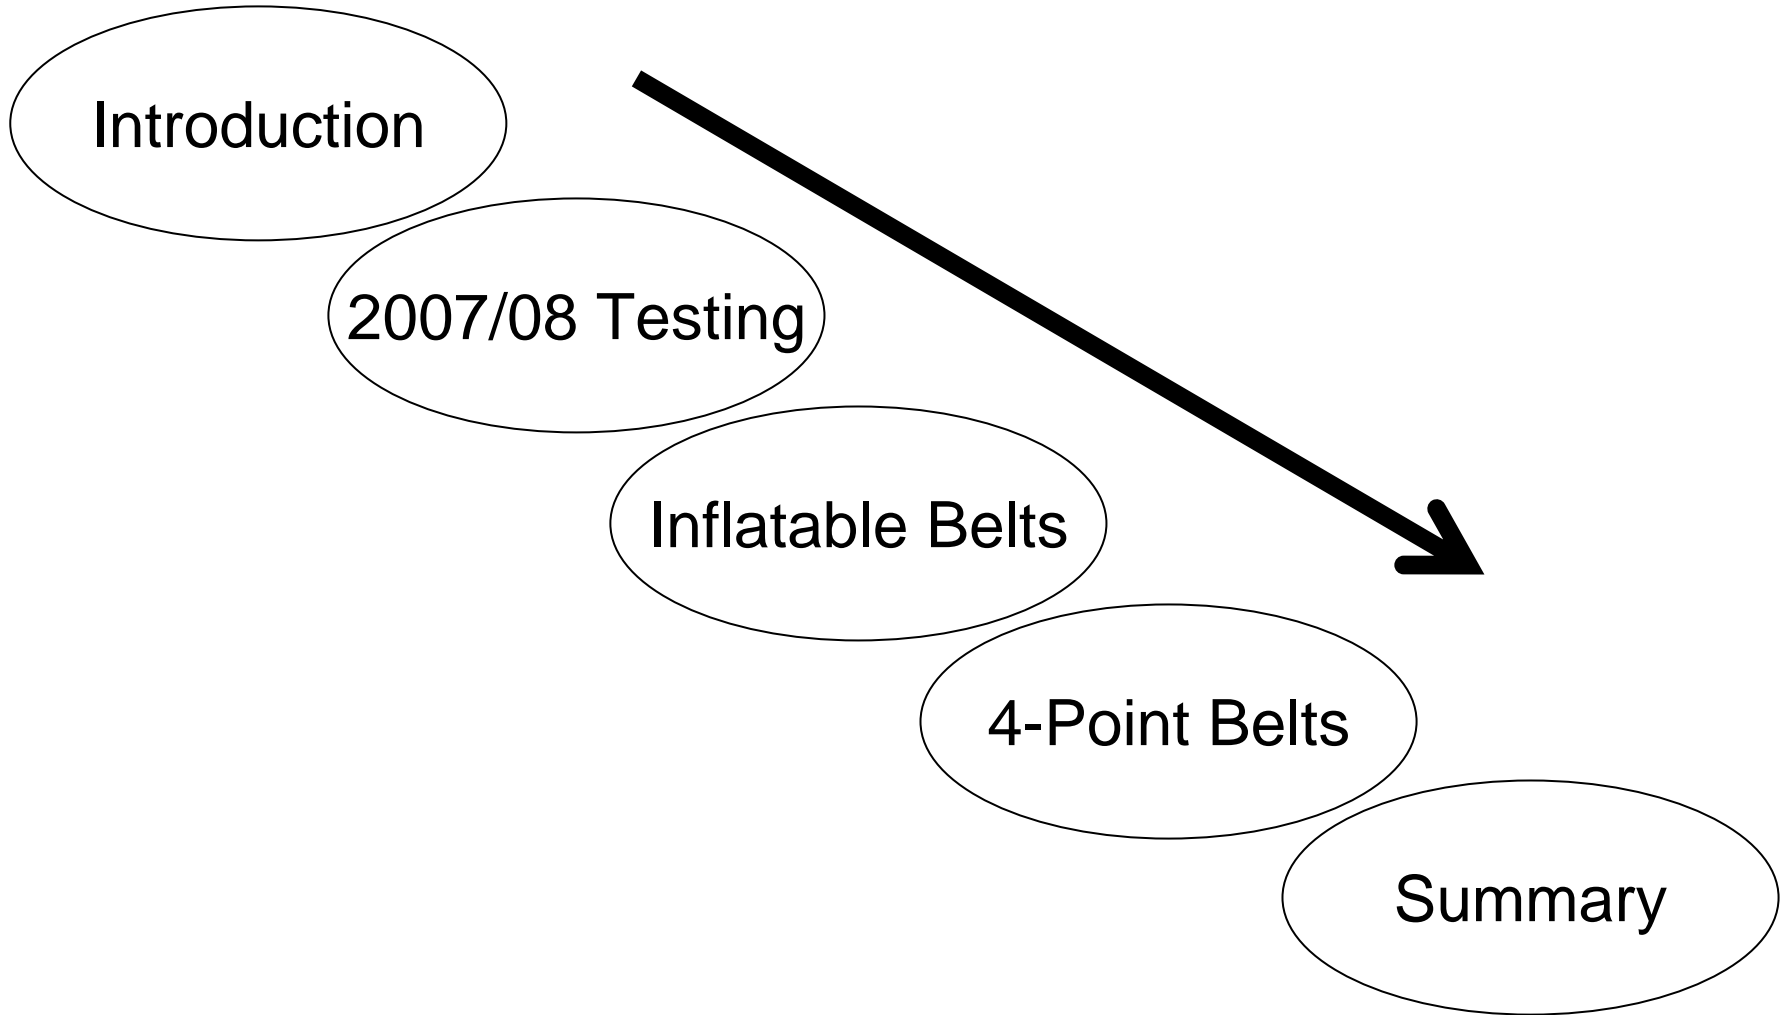 Introduction
2007/08 Testing
Inflatable Belts
4-Point Belts
Summary